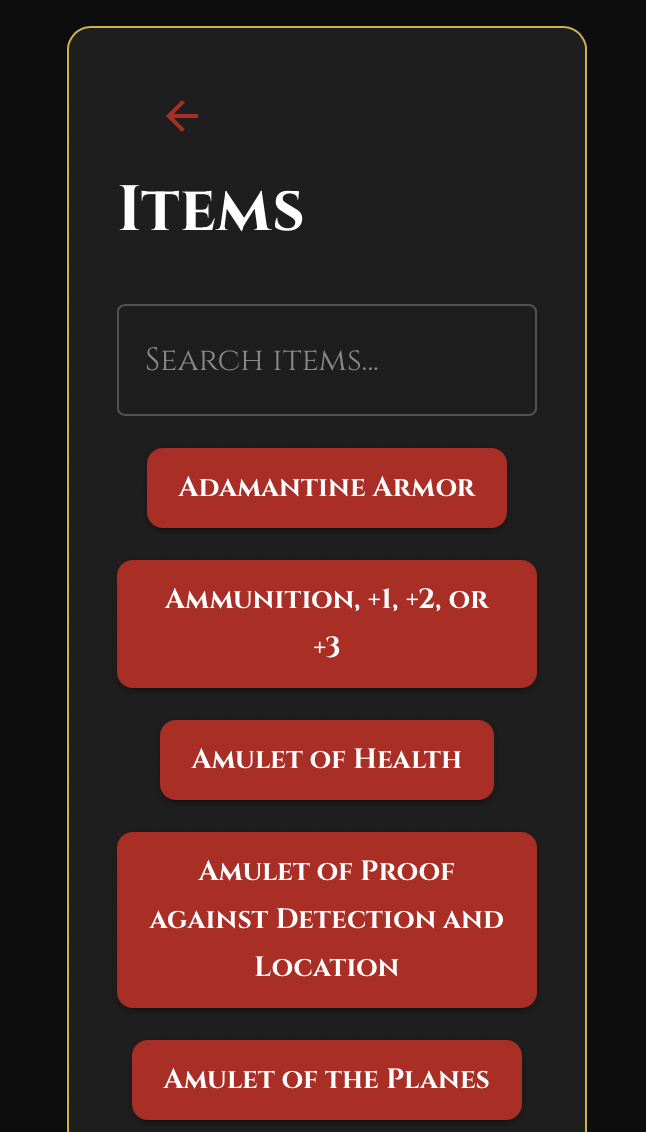 Items
Search items...
Adamantine Armor
Ammunition, +1, +2, or
+3
Amulet of Health
Amulet of Proof
against Detection and
Location
Amulet of the Planes